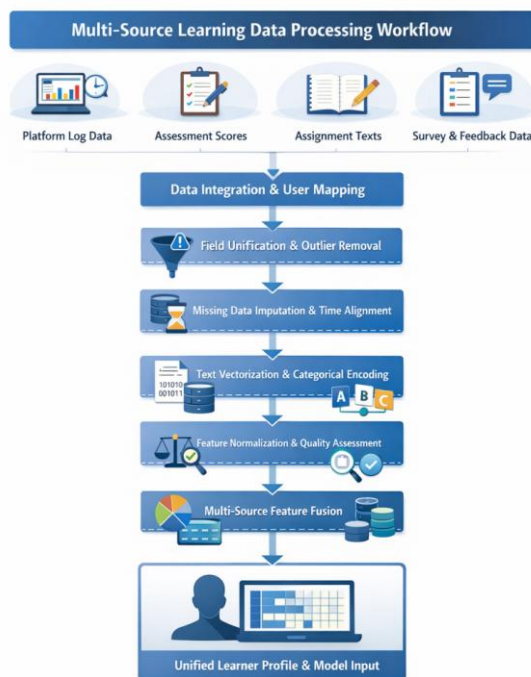 Multi-Source Learning Data Processing Workflow
Platform Log Data
Assessment Scores
Assignment Texts
Survey & Feedback Data
Data Integration & User Mapping
Field Unification & Outlier Removal
Missing Data Imputation & Time Alignment
Text Vectorization & Categorical Encoding
101010
001011
A B C
Feature Normalization & Quality Assessment
Multi-Source Feature Fusion
Unified Learner Profile & Model Input